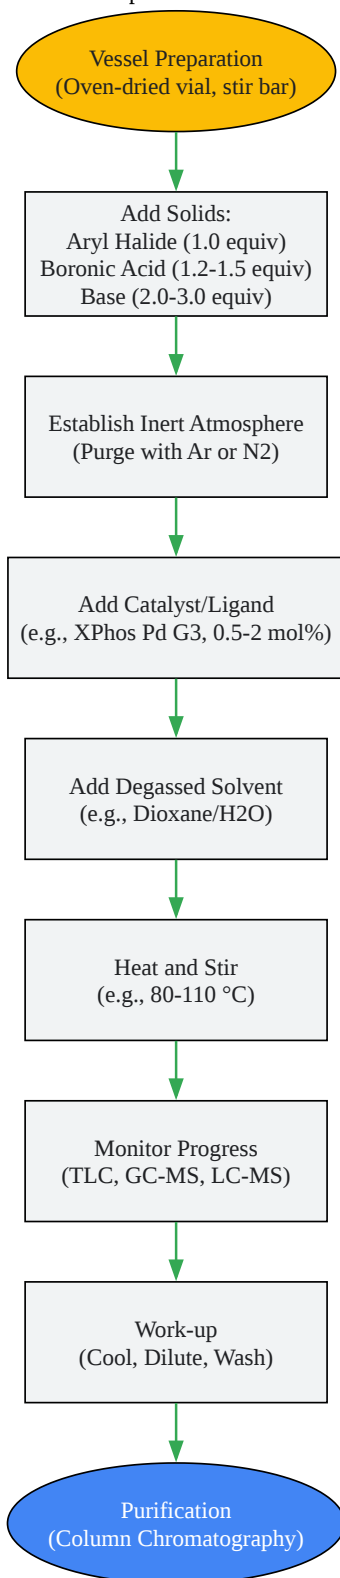 Vessel Preparation
(Oven-dried vial, stir bar)
Add Solids:
Aryl Halide (1.0 equiv)
Boronic Acid (1.2-1.5 equiv)
Base (2.0-3.0 equiv)
Establish Inert Atmosphere
(Purge with Ar or N2)
Add Catalyst/Ligand
(e.g., XPhos Pd G3, 0.5-2 mol%)
Add Degassed Solvent
(e.g., Dioxane/H2O)
Heat and Stir
(e.g., 80-110 °C)
Monitor Progress
(TLC, GC-MS, LC-MS)
Work-up
(Cool, Dilute, Wash)
Purification
(Column Chromatography)